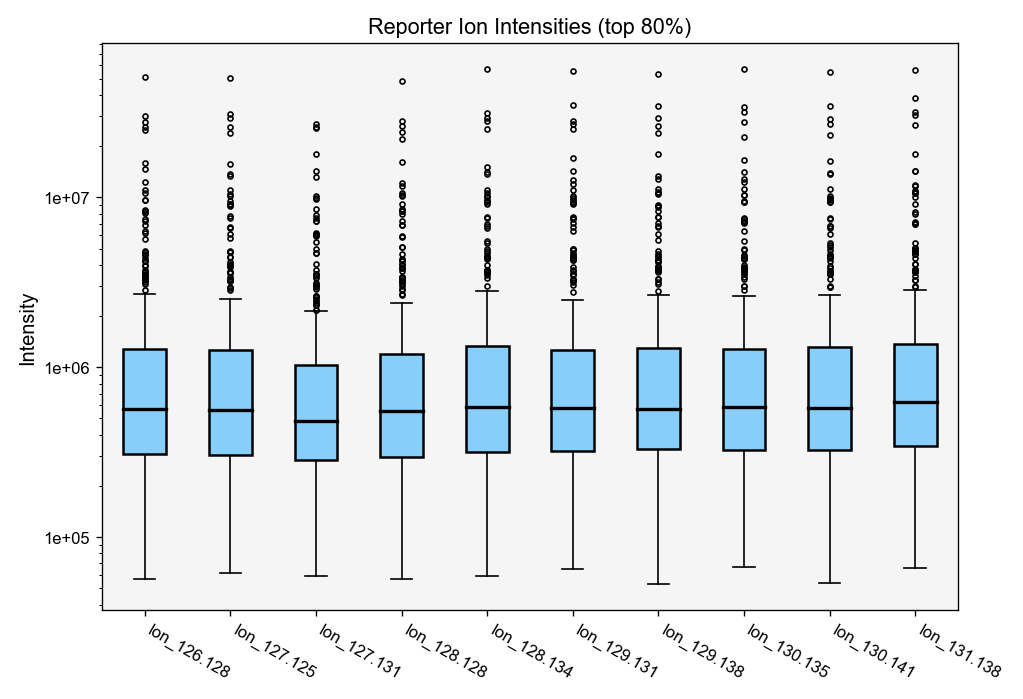 Reporter Ion Intensities (top 80%)
Intensity
1e+07
1e+06
1e+05
Ion_126.128
Ion_127.125
Ion_127.131
Ion_128.128
Ion_128.134
Ion_129.131
Ion_129.138
Ion_130.135
Ion_130.141
Ion_131.138